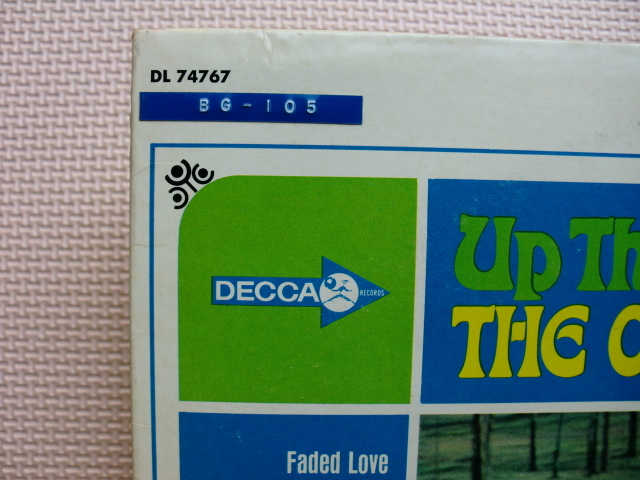 DL 74767
BG-105
DECCA RECORDS
Up Th
THE
Faded Love